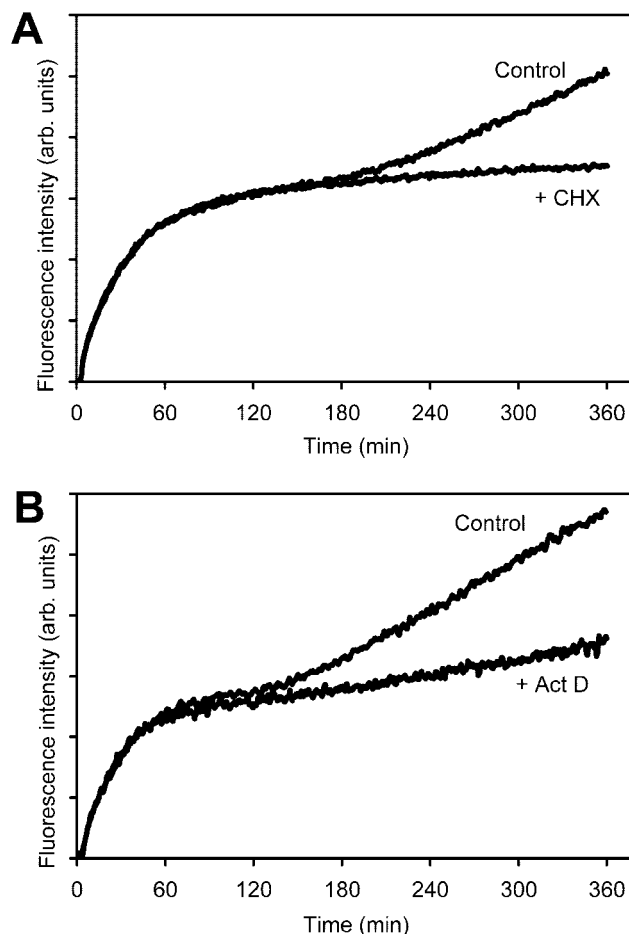 A
Fluorescence intensity (arb. units)
Control
+ CHX
0 60 120 180 240 300 360
Time (min)
B
Fluorescence intensity (arb. units)
Control
+ Act D
0 60 120 180 240 300 360
Time (min)